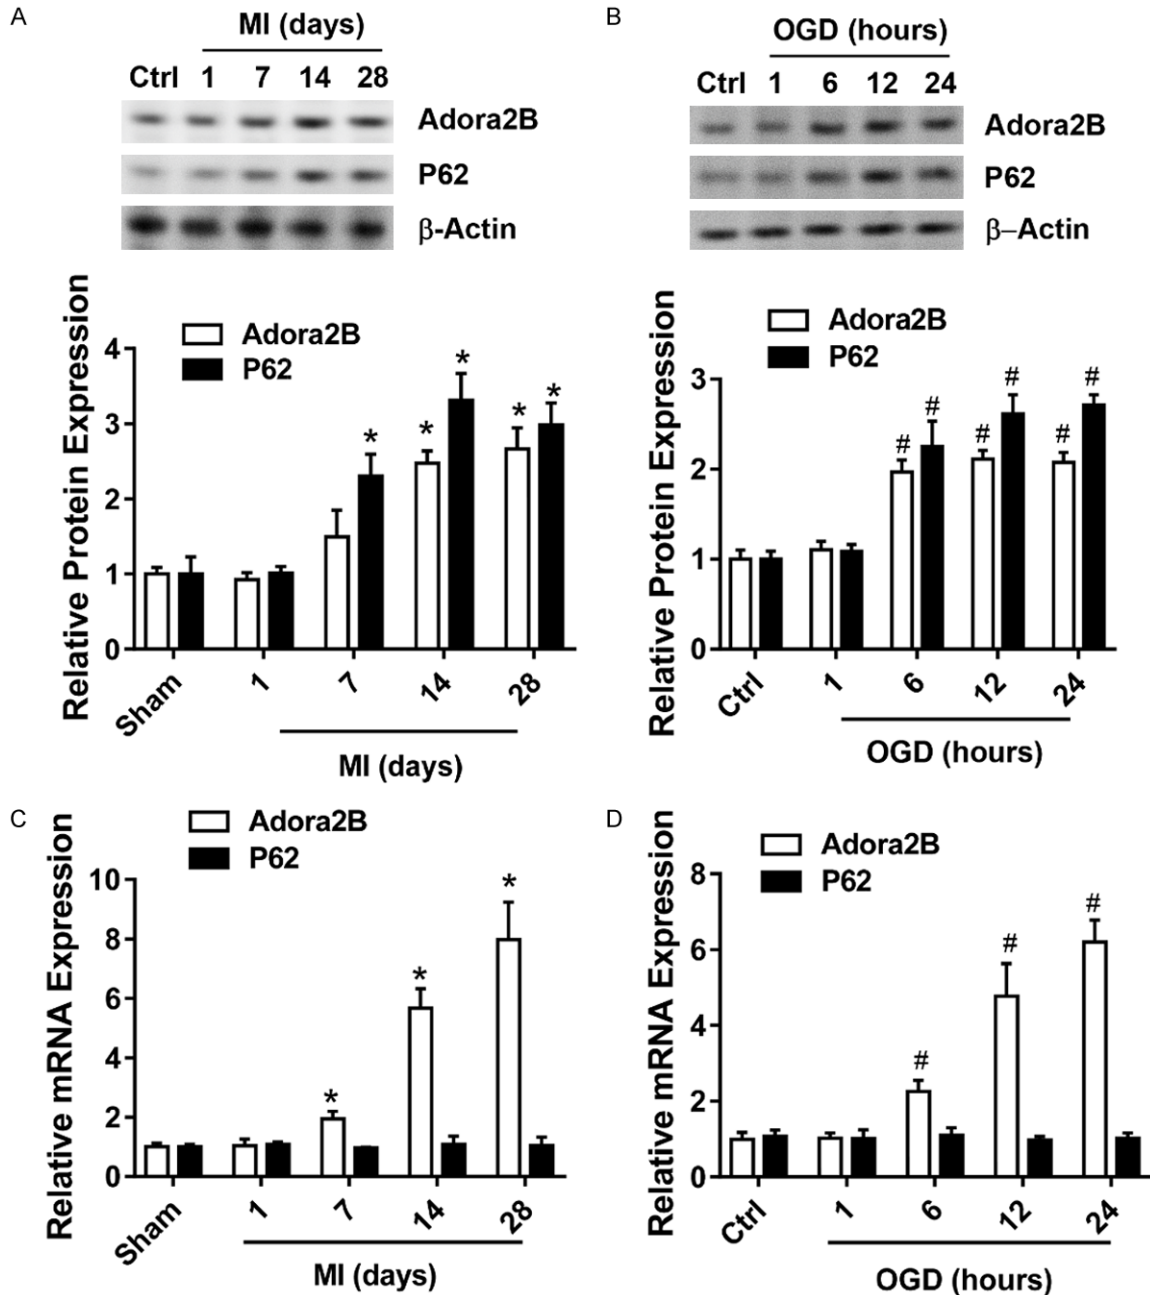 A
MI (days)
Ctrl 1 7 14 28
Adora2B
P62
β-Actin
Relative Protein Expression
Adora2B
P62
4
3
2
1
0
* * * * *
Sham 1 7 14 28
MI (days)
B
OGD (hours)
Ctrl 1 6 12 24
Adora2B
P62
β–Actin
Relative Protein Expression
Adora2B
P62
3
2
1
0
# # # # # #
Ctrl 1 6 12 24
OGD (hours)
C
Relative mRNA Expression
Adora2B
P62
10
8
6
4
2
0
* * *
Sham 1 7 14 28
MI (days)
D
Relative mRNA Expression
Adora2B
P62
8
6
4
2
0
# # #
Ctrl 1 6 12 24
OGD (hours)